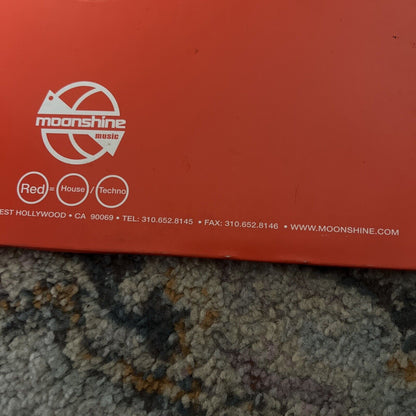 moonshine
music
Red = House / Techno
EST HOLLYWOOD • CA 90069 • TEL: 310.652.8145 • FAX: 310.652.8146 • WWW.MOONSHINE.COM